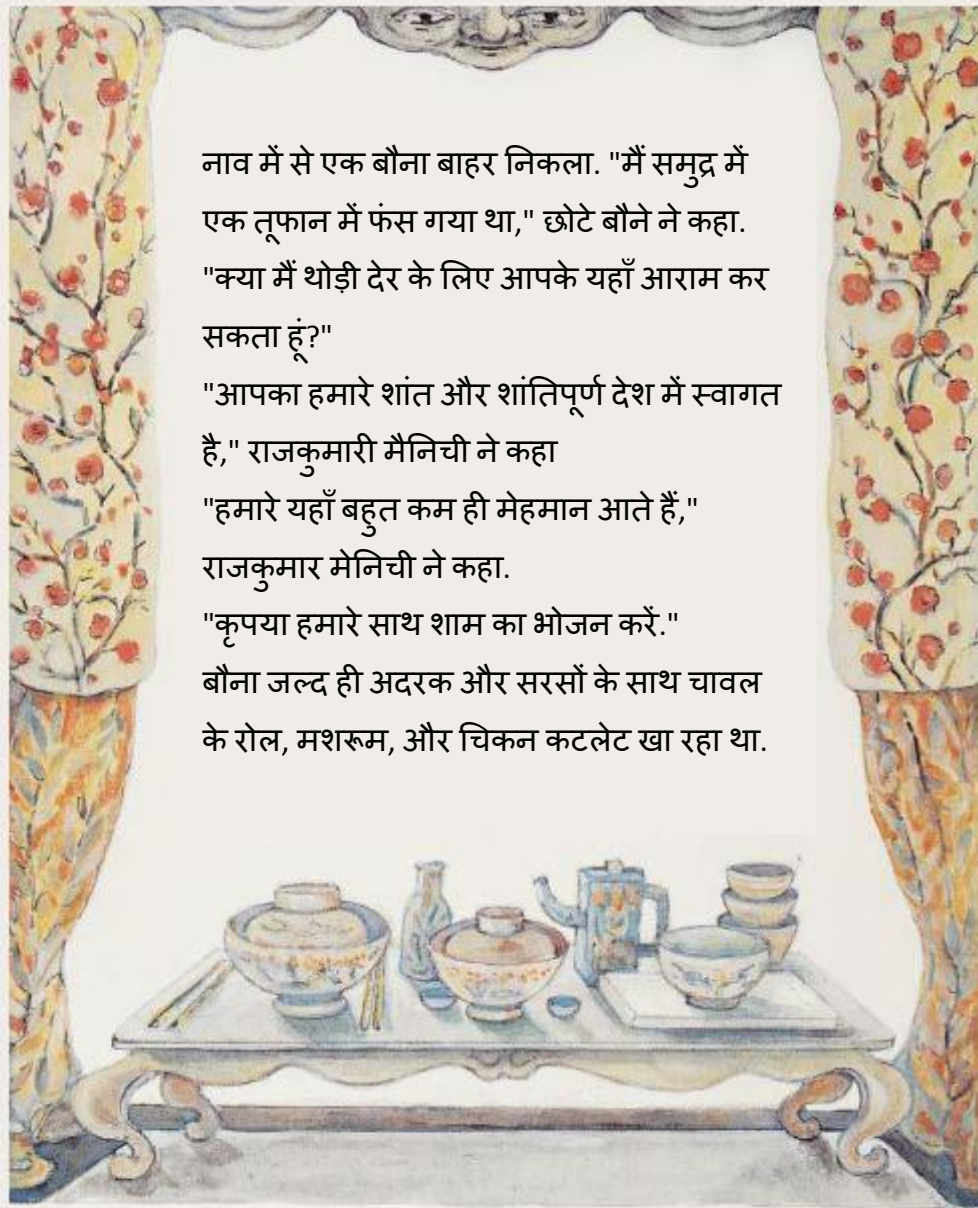 नाव में से एक बौना बाहर निकला. "मैं समुद्र में
एक तूफान में फंस गया था," छोटे बौने ने कहा.
"क्या मैं थोड़ी देर के लिए आपके यहाँ आराम कर
सकता हूं?"
"आपका हमारे शांत और शांतिपूर्ण देश में स्वागत
है," राजकुमारी मैनिची ने कहा
"हमारे यहाँ बहुत कम ही मेहमान आते हैं,"
राजकुमार मेनिची ने कहा.
"कृपया हमारे साथ शाम का भोजन करें."
बौना जल्द ही अदरक और सरसों के साथ चावल
के रोल, मशरूम, और चिकन कटलेट खा रहा था.